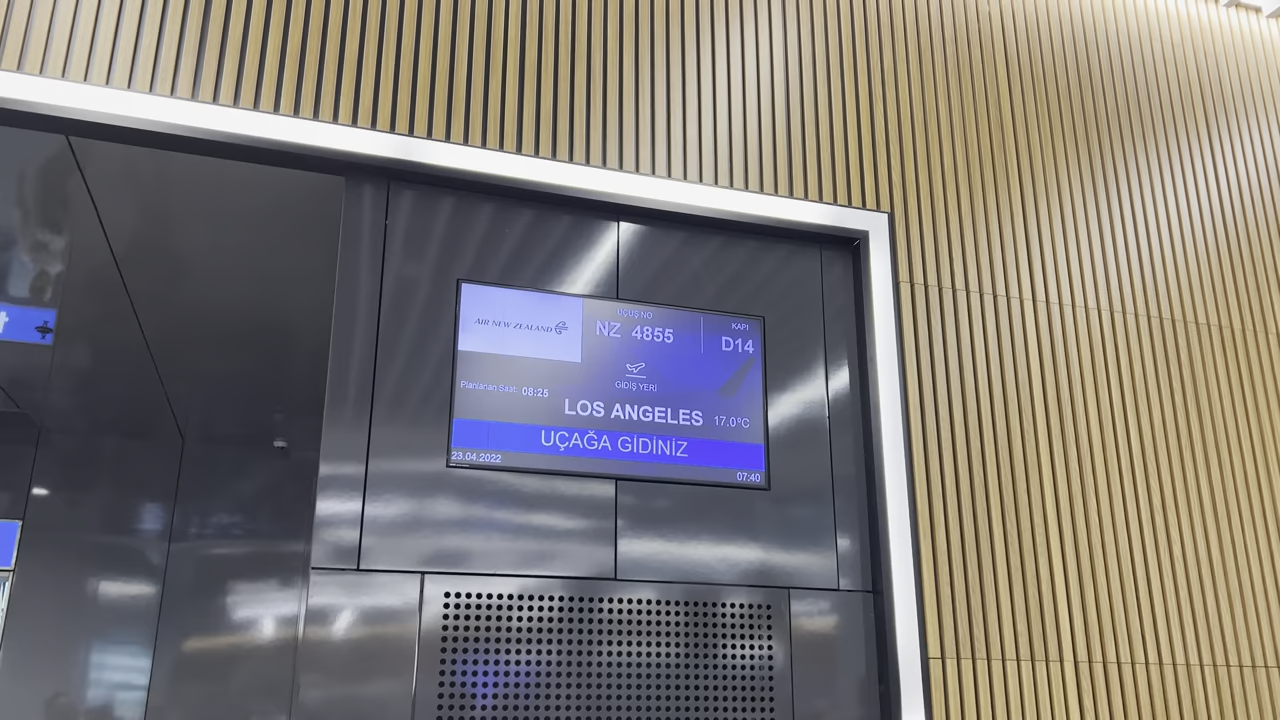 AIR NEW ZEALAND
UÇUŞ NO
NZ 4855
KAPI
D14
GİDİŞ YERİ
Planlanan Saat: 08:25
LOS ANGELES 17.0°C
UÇAĞA GİDİNİZ
23.04.2022
07:40